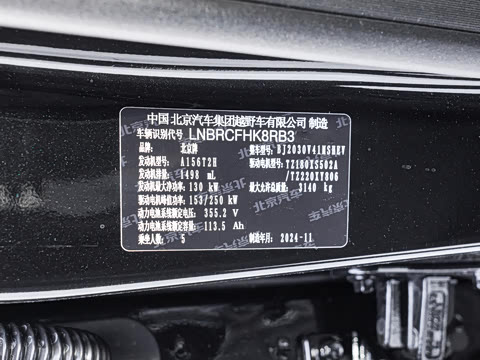 中国 北京汽车集团越野车有限公司 制造
车辆识别代号 LNBRCFHK8RB3
品牌: 北京牌 整车型号: BJ2030V41MSHEV
发动机型号: A156T2H 驱动电机型号: TZ180XS502A
发动机排量: 1498 mL /TZ220XY806
发动机最大净功率: 130 kW 最大允许总质量: 3140 kg
驱动电机峰值功率: 153/250 kW
动力电池系统额定电压: 355.2 V
动力电池系统额定容量: 113.5 Ah
乘坐人数: 5 制造年月: 2024-11